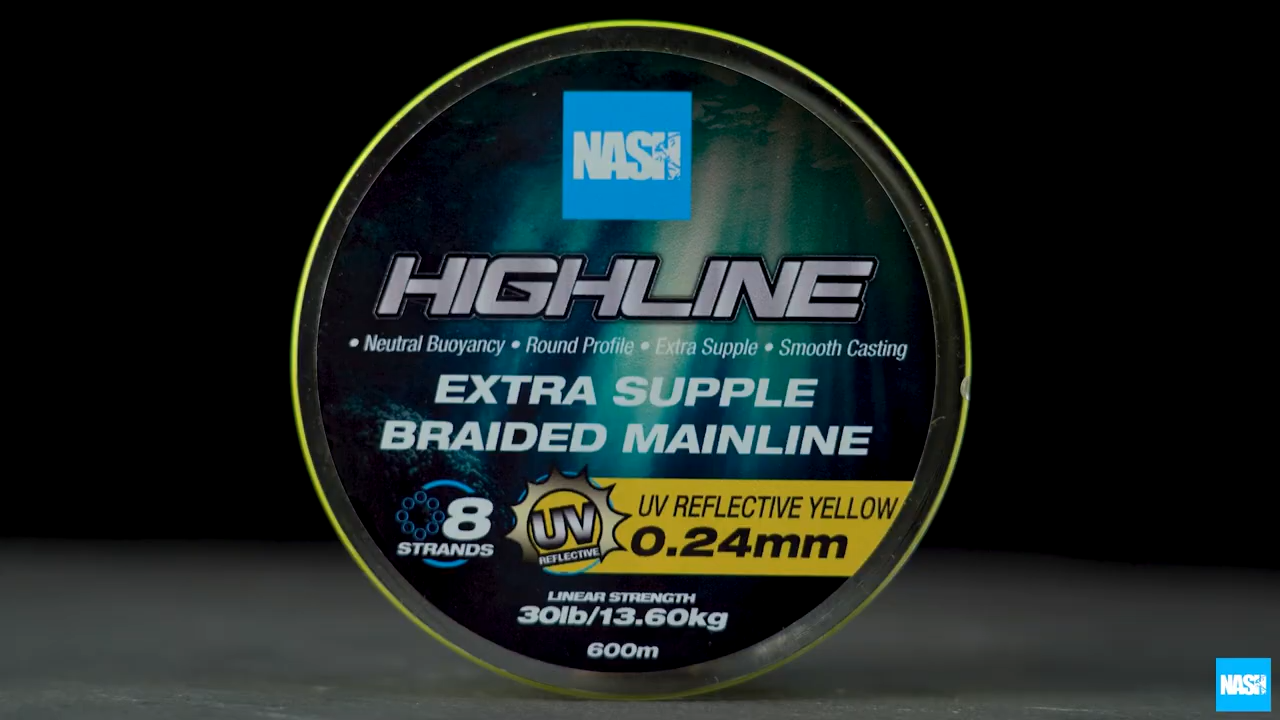 NASH
HIGHLINE
• Neutral Buoyancy • Round Profile • Extra Supple • Smooth Casting
EXTRA SUPPLE
BRAIDED MAINLINE
8
STRANDS
UV
REFLECTIVE
UV REFLECTIVE YELLOW
0.24mm
LINEAR STRENGTH
30lb/13.60kg
600m
NASH